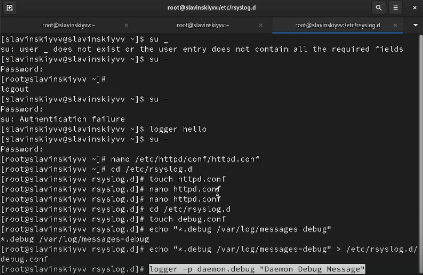 root@slavinskiyvv:/etc/rsyslog.d
root@slavinskiyvv:~
root@slavinskiyvv:~
root@slavinskiyvv:/etc/rsyslog.d
[slavinskiyvv@slavinskiyvv ~]$ su _
su: user _ does not exist or the user entry does not contain all the required fields
[slavinskiyvv@slavinskiyvv ~]$ su -
Password:
[root@slavinskiyvv ~]#
logout
[slavinskiyvv@slavinskiyvv ~]$ su -
Password:
su: Authentication failure
[slavinskiyvv@slavinskiyvv ~]$ logger hello
[slavinskiyvv@slavinskiyvv ~]$ su -
Password:
[root@slavinskiyvv ~]# nano /etc/httpd/conf/httpd.conf
[root@slavinskiyvv ~]# cd /etc/rsyslog.d
[root@slavinskiyvv rsyslog.d]# touch httpd.conf
[root@slavinskiyvv rsyslog.d]# nano httpd.conf
[root@slavinskiyvv rsyslog.d]# nano httpd.conf
[root@slavinskiyvv rsyslog.d]# cd /etc/rsyslog.d
[root@slavinskiyvv rsyslog.d]# touch debug.conf
[root@slavinskiyvv rsyslog.d]# echo "*.debug /var/log/messages-debug"
*.debug /var/log/messages-debug
[root@slavinskiyvv rsyslog.d]# echo "*.debug /var/log/messages-debug" > /etc/rsyslog.d/
debug.conf
[root@slavinskiyvv rsyslog.d]# logger -p daemon.debug "Daemon Debug Message"